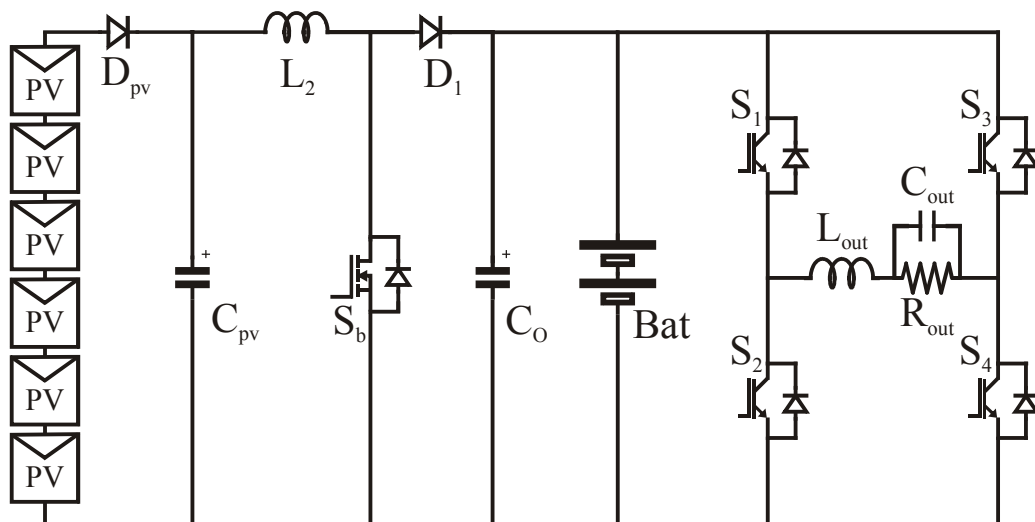 PV
PV
PV
PV
PV
PV
D_pv
L_2
D_1
C_pv
S_b
C_O
Bat
S_1
S_3
C_out
L_out
R_out
S_2
S_4
+
+